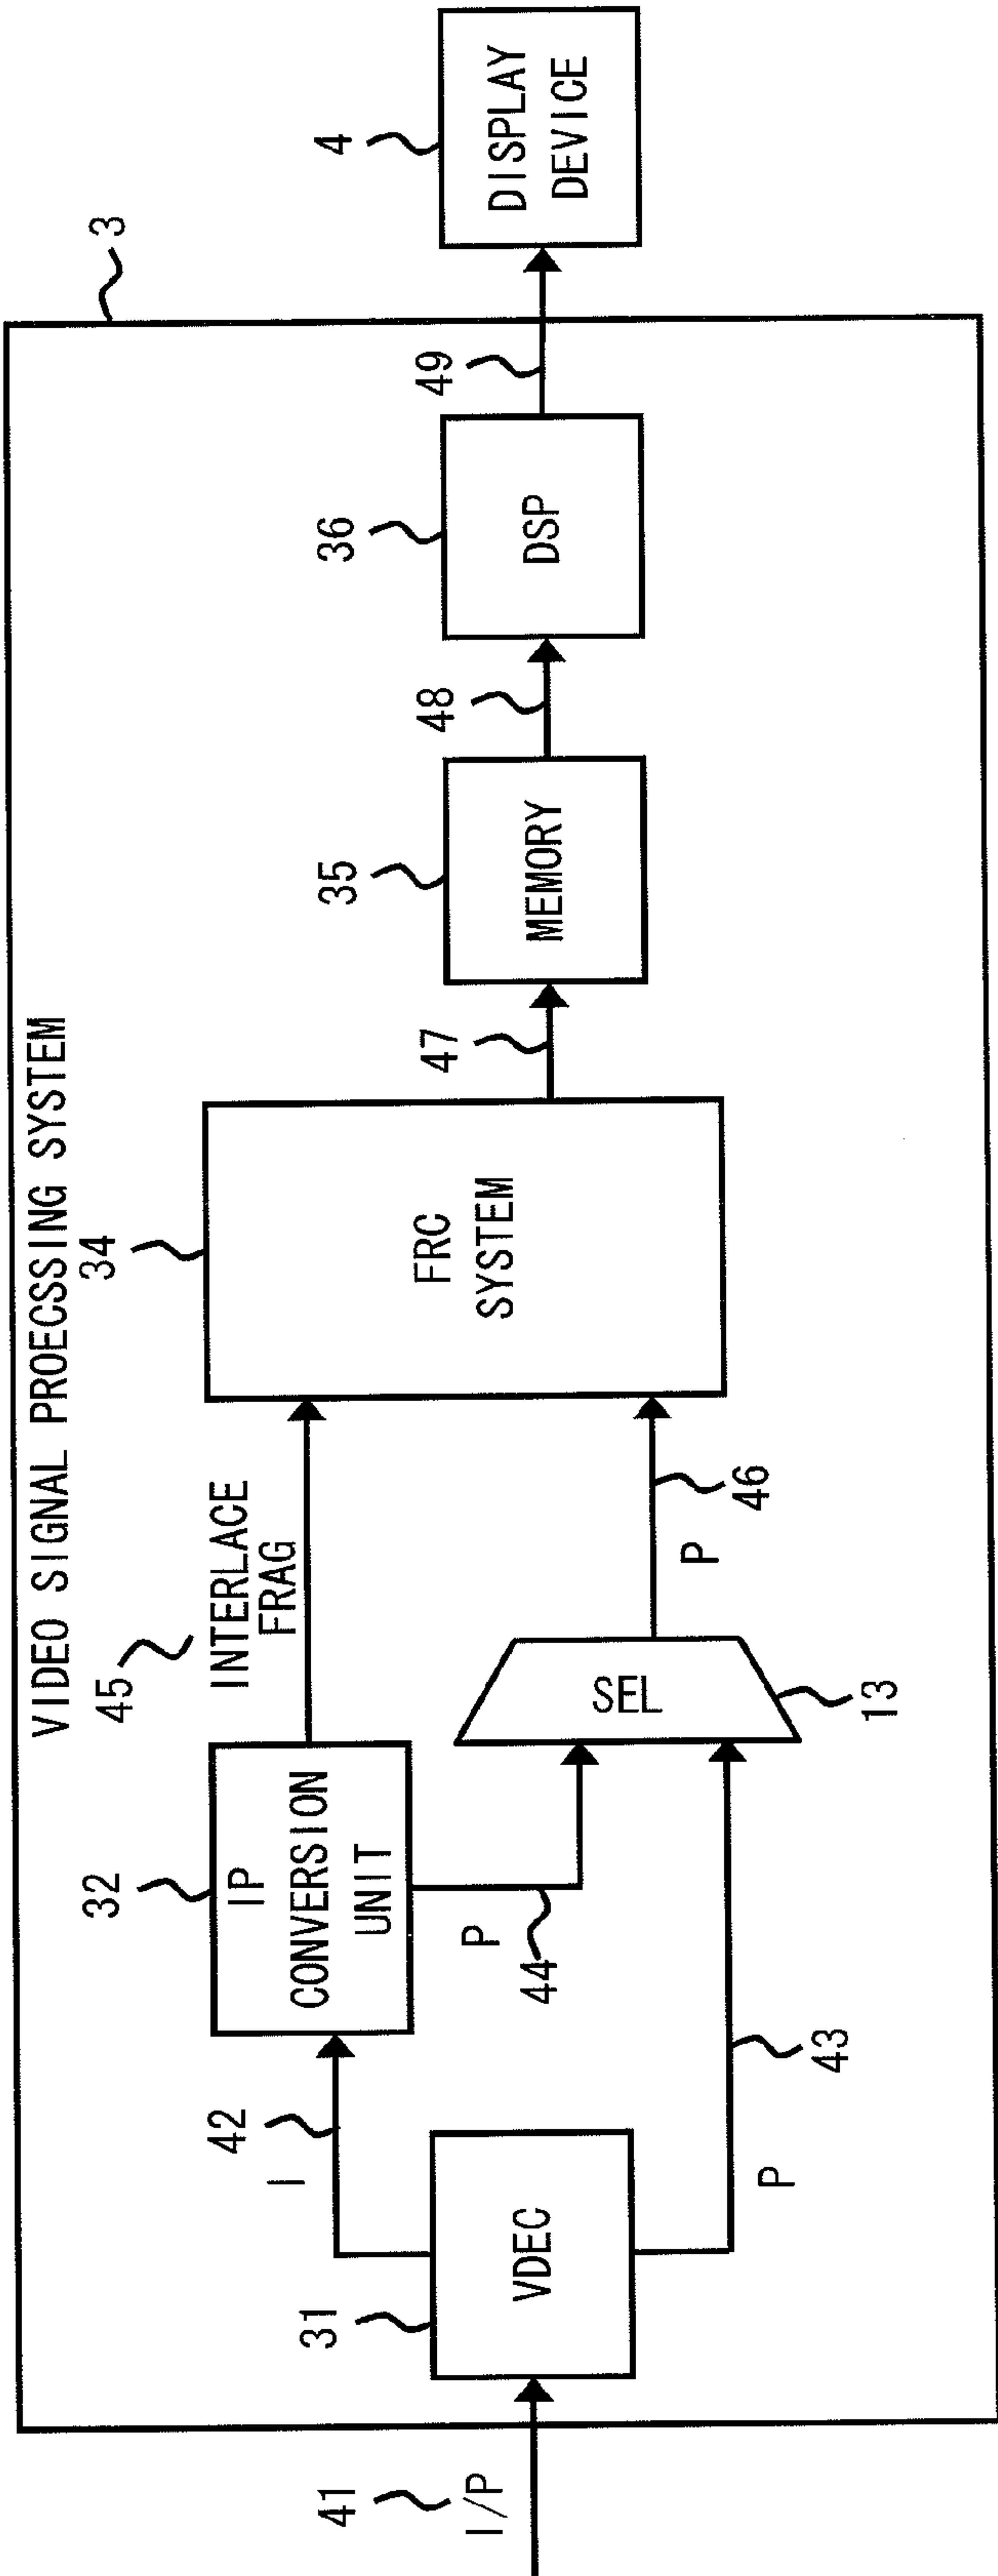 VIDEO SIGNAL PROECSSING SYSTEM
3
41
I/P
31
VDEC
42
I
P
43
32
IP
CONVERSION
UNIT
P
44
45
INTERLACE
FRAG
SEL
13
P
46
34
FRC
SYSTEM
47
35
MEMORY
48
36
DSP
49
4
DISPLAY
DEVICE